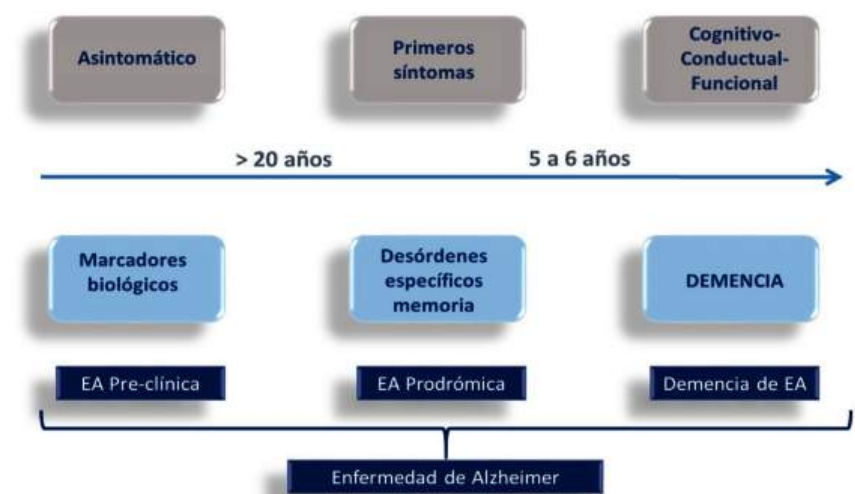 Asintomático
Primeros
síntomas
Cognitivo-
Conductual-
Funcional
> 20 años
5 a 6 años
Marcadores
biológicos
Desórdenes
específicos
memoria
DEMENCIA
EA Pre-clínica
EA Prodrómica
Demencia de EA
Enfermedad de Alzheimer